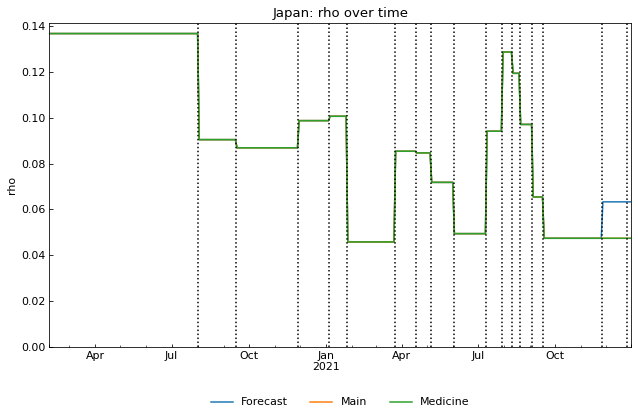 Japan: rho over time
0.14
0.12
0.10
0.08
0.06
0.04
0.02
0.00
rho
Apr Jul Oct Jan Apr Jul Oct
2021
Forecast Main Medicine